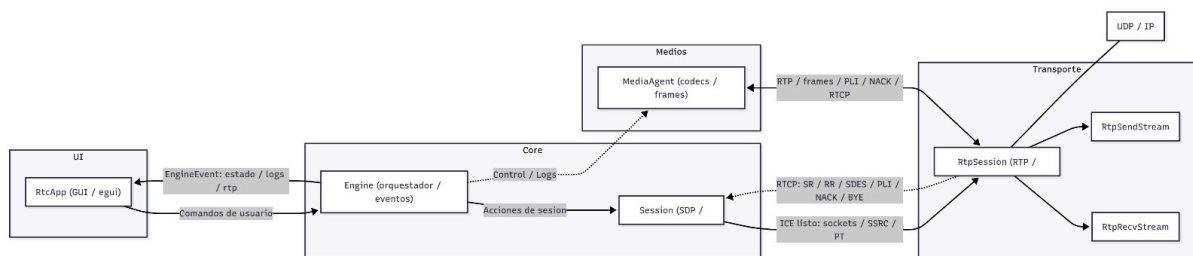 UDP / IP
Medios
MediaAgent (codecs /
frames)
RTP / frames / PLI / NACK /
RTCP
Transporte
RtpSendStream
RtpSession (RTP /
RtpRecvStream
UI
RtcApp (GUI / egui)
EngineEvent: estado / logs
/ rtp
Comandos de usuario
Core
Engine (orquestador /
eventos)
Control / Logs
Acciones de sesion
Session (SDP /
RTCP: SR / RR / SDES / PLI /
NACK / BYE
ICE listo: sockets / SSRC /
PT